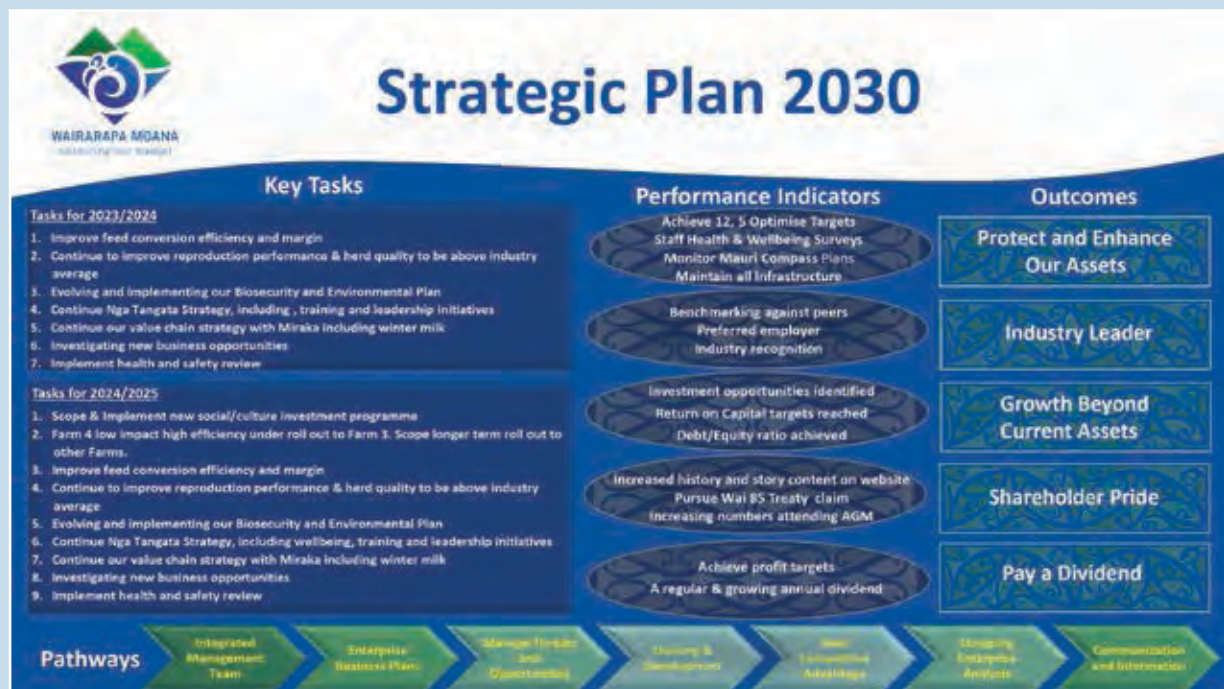 WAIRARAPA MOANA
Strategic Plan 2030
Key Tasks
Tasks for 2023/2024
1. Improve feed conversion efficiency and margin
2. Continue to improve reproduction performance & herd quality to be above industry
average
3. Evolving and implementing our Biosecurity and Environmental Plan
4. Continue Nga Tangata Strategy, including , training and leadership initiatives
5. Continue our value chain strategy with Miraka including winter milk
6. Investigating new business opportunities
7. Implement health and safety review
Tasks for 2024/2025
1. Scope & Implement new social/culture investment programme
2. Farm 4 low impact high efficiency under roll out to Farm 3. Scope longer term roll out to
other Farms.
3. Improve feed conversion efficiency and margin
4. Continue to improve reproduction performance & herd quality to be above industry
average
5. Evolving and implementing our Biosecurity and Environmental Plan
6. Continue Nga Tangata Strategy, including wellbeing, training and leadership initiatives
7. Continue our value chain strategy with Miraka including winter milk
8. Investigating new business opportunities
9. Implement health and safety review
Performance Indicators
Achieve 12, 5 Optimise Targets
Staff Health & Wellbeing Surveys
Monitor Mauri Compass Plans
Maintain all Infrastructure
Benchmarking against peers
Preferred employer
Industry recognition
Investment opportunities identified
Return on Capital targets reached
Debt/Equity ratio achieved
Increased history and story content on website
Pursue Wai 85 Treaty claim
Increasing numbers attending AGM
Achieve profit targets
A regular & growing annual dividend
Outcomes
Protect and Enhance
Our Assets
Industry Leader
Growth Beyond
Current Assets
Shareholder Pride
Pay a Dividend
Pathways
Integrated
Management
Team
Enterprise
Business Plans
Manage Threats
and
Opportunities
Training &
Development
Competitive
Advantage
Enterprise
Analysis
Communication
and Information